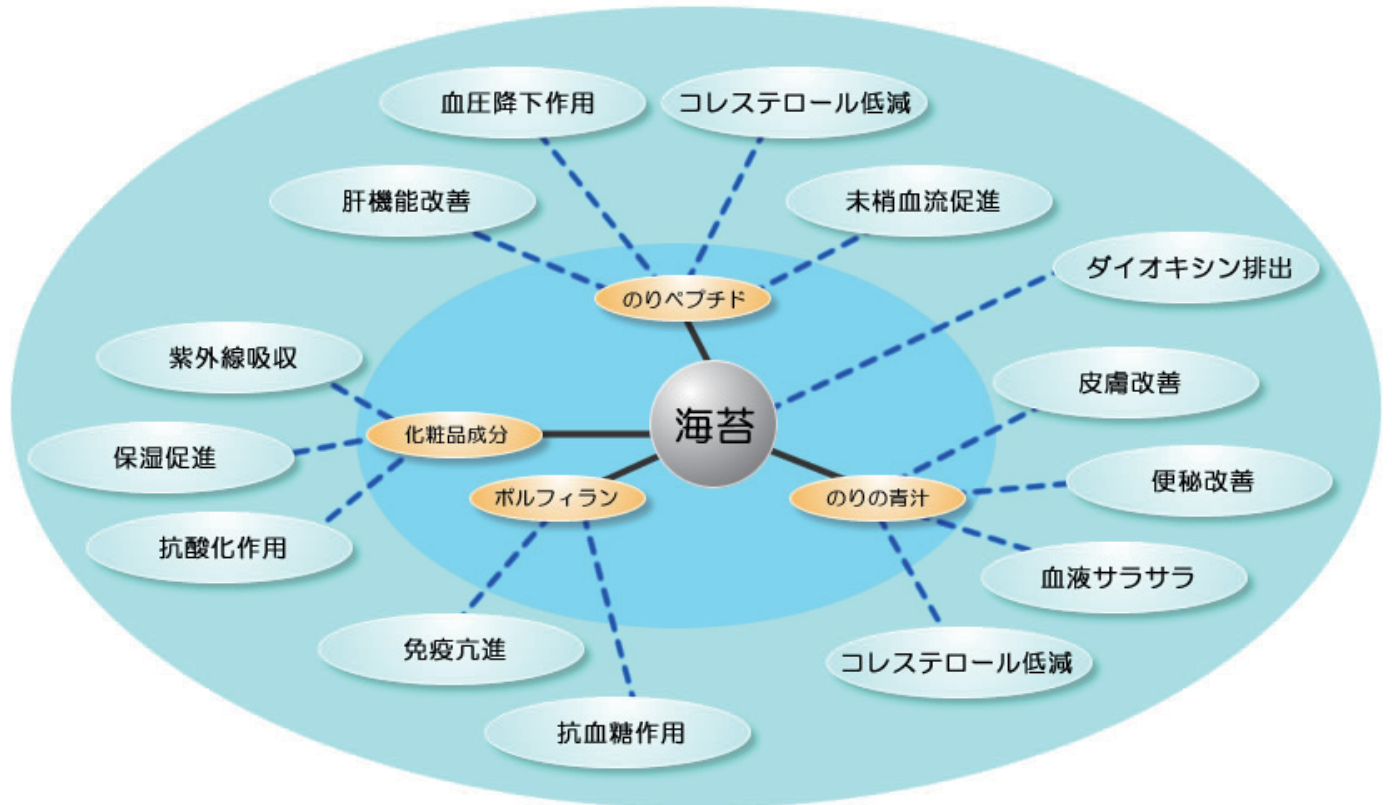 血圧降下作用
コレステロール低減
肝機能改善
未梢血流促進
ダイオキシン排出
のりペプチド
紫外線吸収
皮膚改善
海苔
化粧品成分
保湿促進
便秘改善
ポルフィラン
のりの青汁
抗酸化作用
血液サラサラ
免疫亢進
コレステロール低減
抗血糖作用